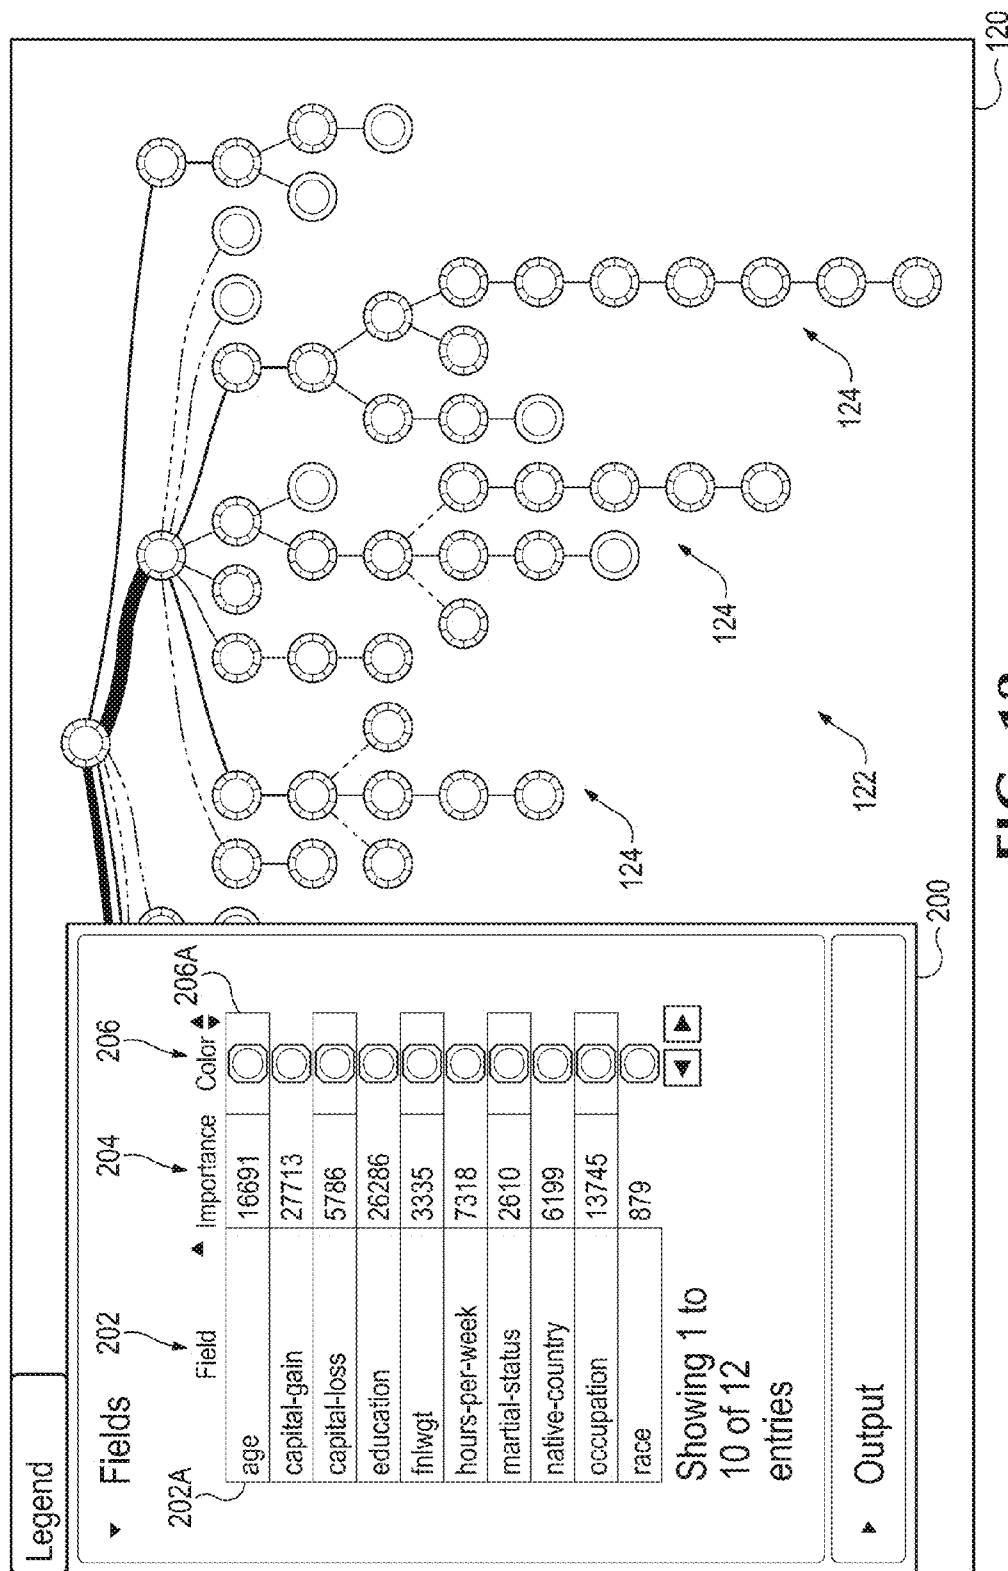 Legend
Fields
202
204
206
Field
Importance
Color
202A
206A
age 16691
capital-gain 27713
capital-loss 5786
education 26286
fnlwgt 3335
hours-per-week 7318
martial-status 2610
native-country 6199
occupation 13745
race 879
Showing 1 to
10 of 12
entries
Output
200
124
124
124
122
120